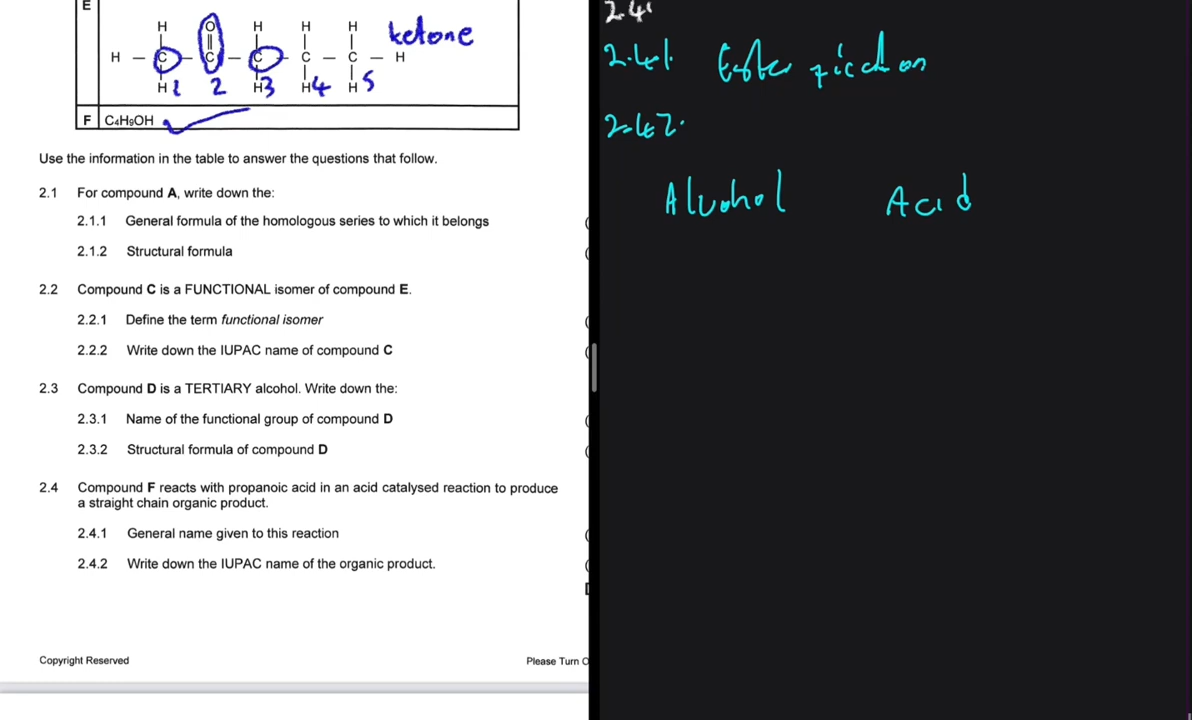 E
H O H H H ketone
H – C – C – C – C – C – H
H 1 2 H 3 H 4 H 5
F C₄H₉OH ✓
Use the information in the table to answer the questions that follow.
2.1 For compound A, write down the:
2.1.1 General formula of the homologous series to which it belongs
2.1.2 Structural formula
2.2 Compound C is a FUNCTIONAL isomer of compound E.
2.2.1 Define the term functional isomer
2.2.2 Write down the IUPAC name of compound C
2.3 Compound D is a TERTIARY alcohol. Write down the:
2.3.1 Name of the functional group of compound D
2.3.2 Structural formula of compound D
2.4 Compound F reacts with propanoic acid in an acid catalysed reaction to produce
a straight chain organic product.
2.4.1 General name given to this reaction
2.4.2 Write down the IUPAC name of the organic product.
Copyright Reserved Please Turn O
2.4
2.4.1.
2.4.2.
Alcohol Acid